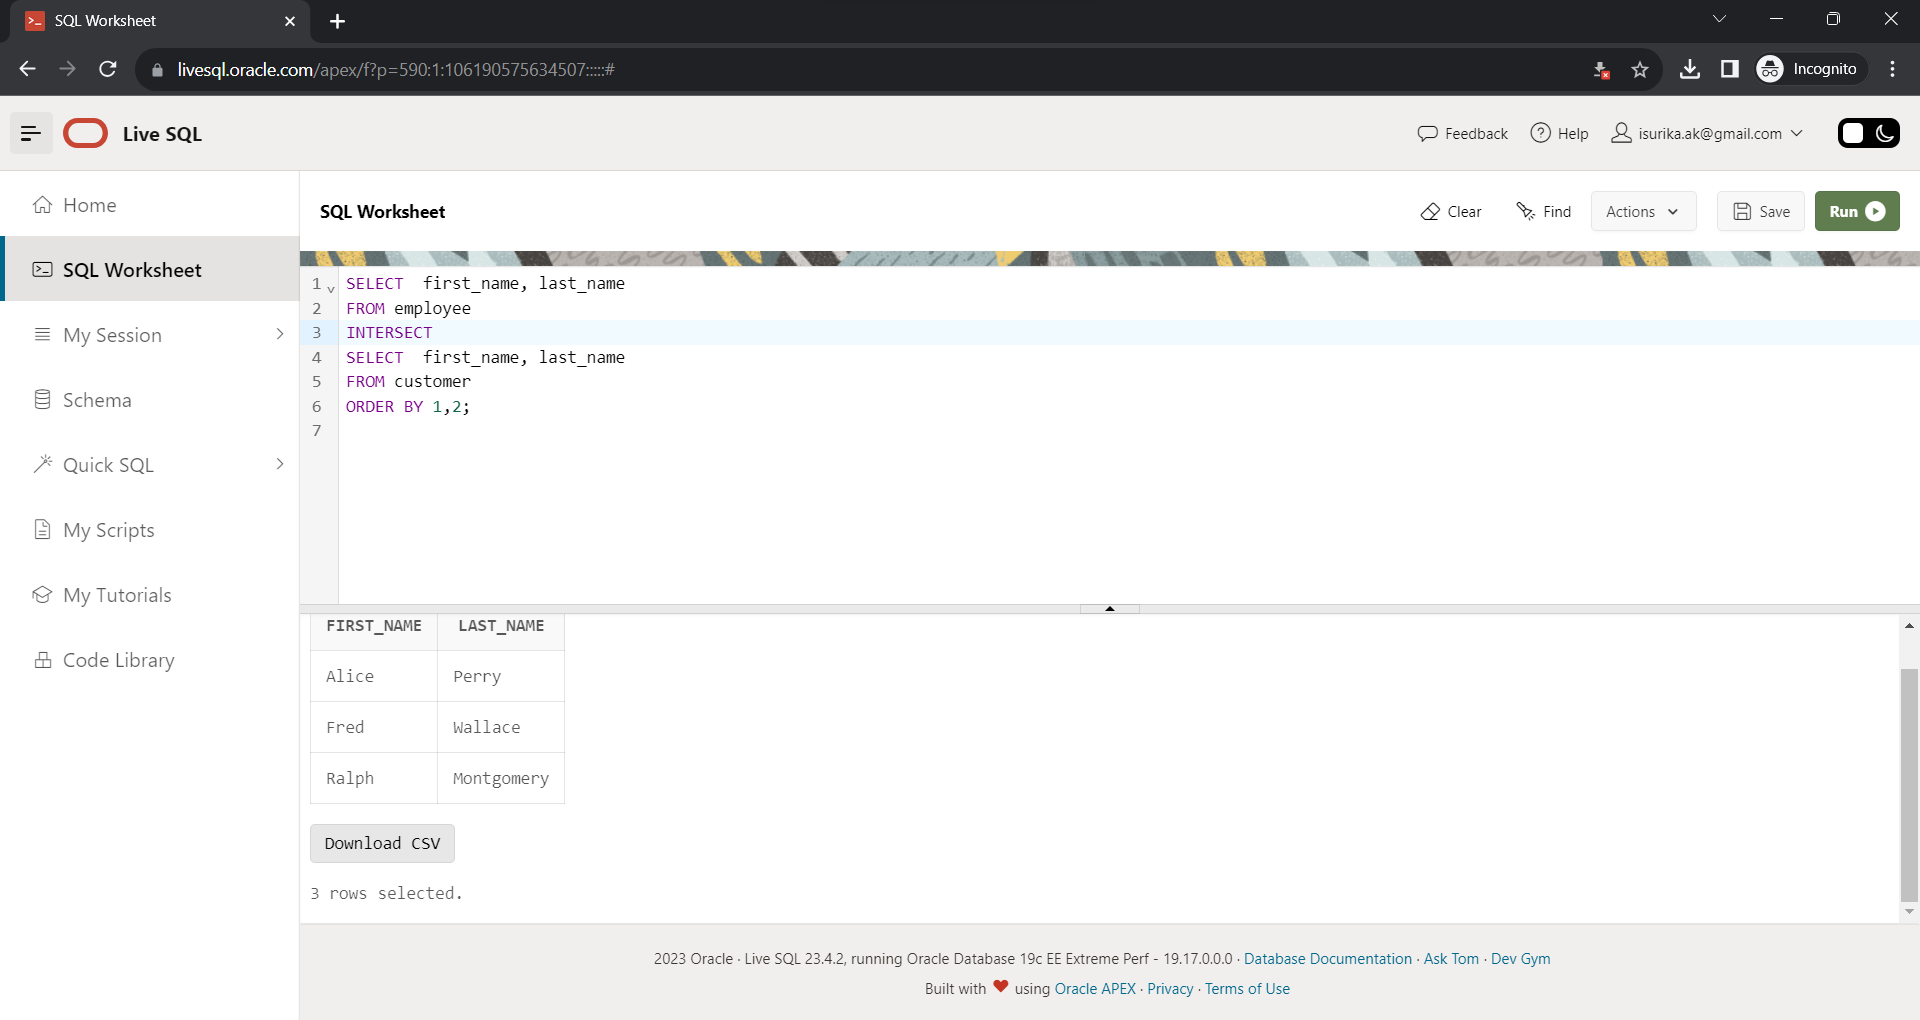 SQL Worksheet
livesql.oracle.com/apex/f?p=590:1:106190575634507:::::#
Incognito
Live SQL
Feedback
Help
isurika.ak@gmail.com
Home
SQL Worksheet
My Session
Schema
Quick SQL
My Scripts
My Tutorials
Code Library
SQL Worksheet
Clear
Find
Actions
Save
Run
1 SELECT  first_name, last_name
2 FROM employee
3 INTERSECT
4 SELECT  first_name, last_name
5 FROM customer
6 ORDER BY 1,2;
7
FIRST_NAME LAST_NAME
Alice Perry
Fred Wallace
Ralph Montgomery
Download CSV
3 rows selected.
2023 Oracle · Live SQL 23.4.2, running Oracle Database 19c EE Extreme Perf - 19.17.0.0.0 · Database Documentation · Ask Tom · Dev Gym
Built with ❤ using Oracle APEX · Privacy · Terms of Use